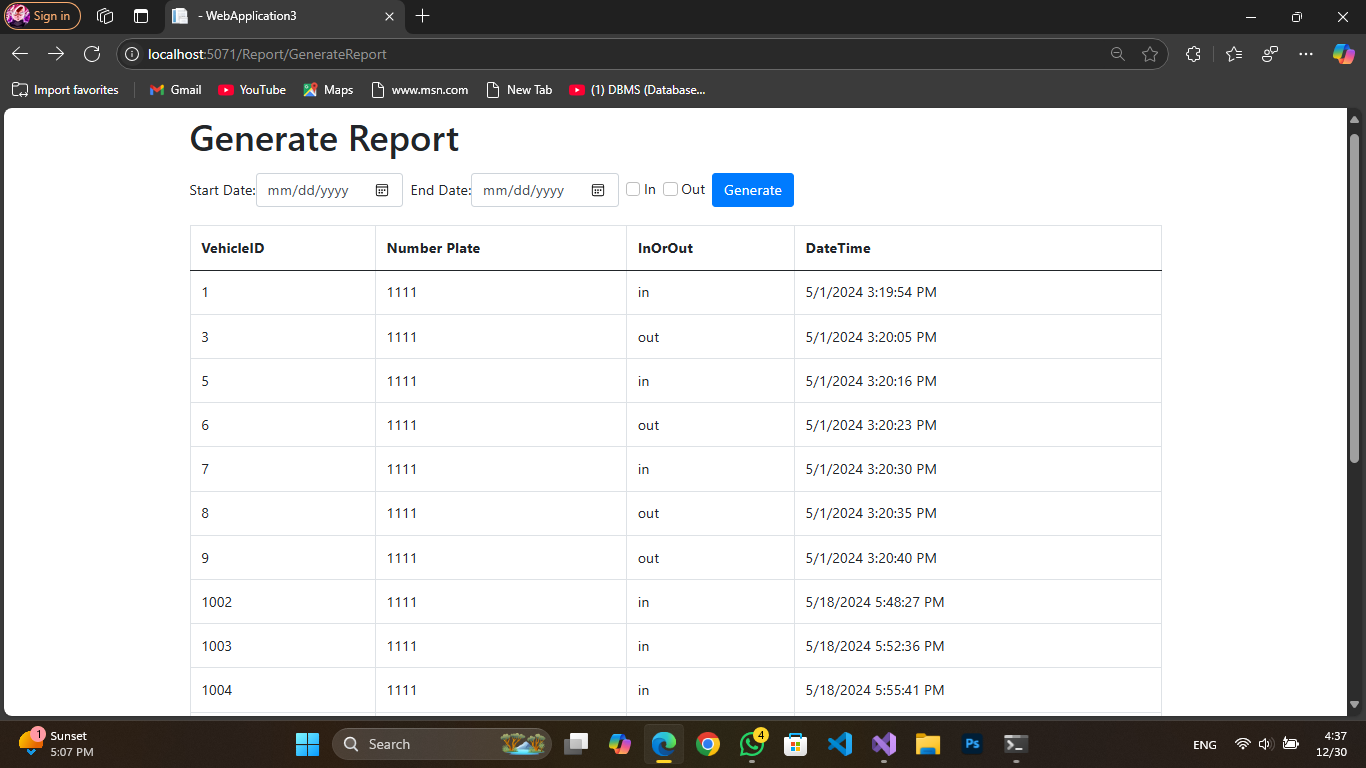 Sign in
- WebApplication3
localhost:5071/Report/GenerateReport
Import favorites Gmail YouTube Maps www.msn.com New Tab (1) DBMS (Database...
Generate Report
Start Date: mm/dd/yyyy End Date: mm/dd/yyyy In Out Generate
VehicleID Number Plate InOrOut DateTime
1 1111 in 5/1/2024 3:19:54 PM
3 1111 out 5/1/2024 3:20:05 PM
5 1111 in 5/1/2024 3:20:16 PM
6 1111 out 5/1/2024 3:20:23 PM
7 1111 in 5/1/2024 3:20:30 PM
8 1111 out 5/1/2024 3:20:35 PM
9 1111 out 5/1/2024 3:20:40 PM
1002 1111 in 5/18/2024 5:48:27 PM
1003 1111 in 5/18/2024 5:52:36 PM
1004 1111 in 5/18/2024 5:55:41 PM
1
Sunset
5:07 PM
Search
4
Ps
ENG
4:37
12/30